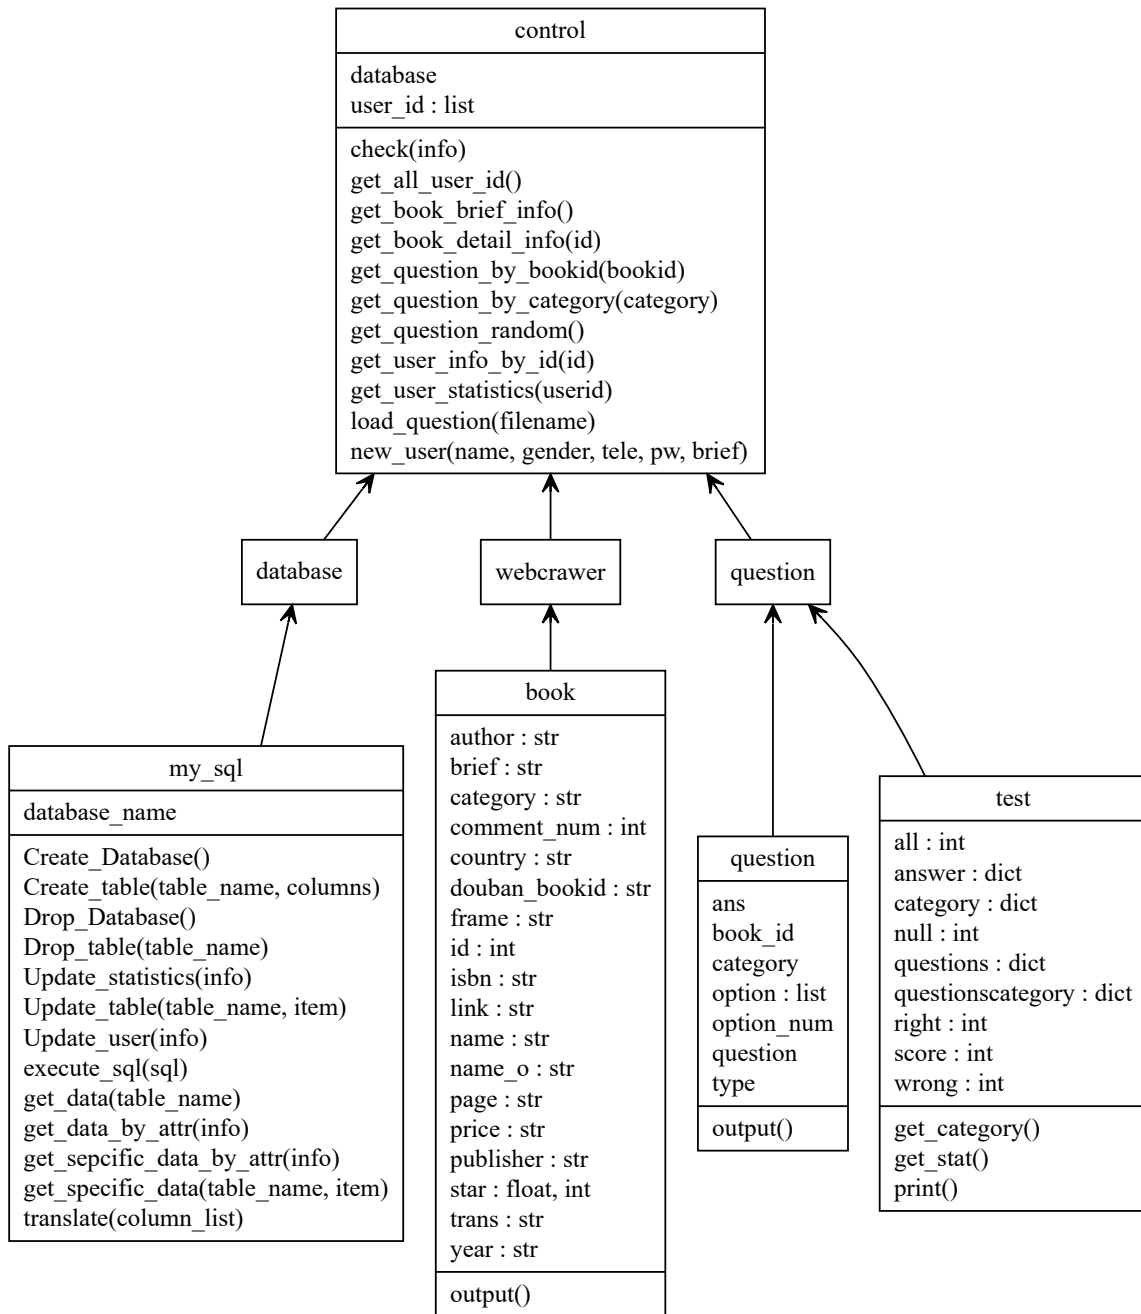 control
database
user_id : list
check(info)
get_all_user_id()
get_book_brief_info()
get_book_detail_info(id)
get_question_by_bookid(bookid)
get_question_by_category(category)
get_question_random()
get_user_info_by_id(id)
get_user_statistics(userid)
load_question(filename)
new_user(name, gender, tele, pw, brief)
database
webcrawer
question
my_sql
database_name
Create_Database()
Create_table(table_name, columns)
Drop_Database()
Drop_table(table_name)
Update_statistics(info)
Update_table(table_name, item)
Update_user(info)
execute_sql(sql)
get_data(table_name)
get_data_by_attr(info)
get_sepcific_data_by_attr(info)
get_specific_data(table_name, item)
translate(column_list)
book
author : str
brief : str
category : str
comment_num : int
country : str
douban_bookid : str
frame : str
id : int
isbn : str
link : str
name : str
name_o : str
page : str
price : str
publisher : str
star : float, int
trans : str
year : str
output()
question
ans
book_id
category
option : list
option_num
question
type
output()
test
all : int
answer : dict
category : dict
null : int
questions : dict
questionscategory : dict
right : int
score : int
wrong : int
get_category()
get_stat()
print()